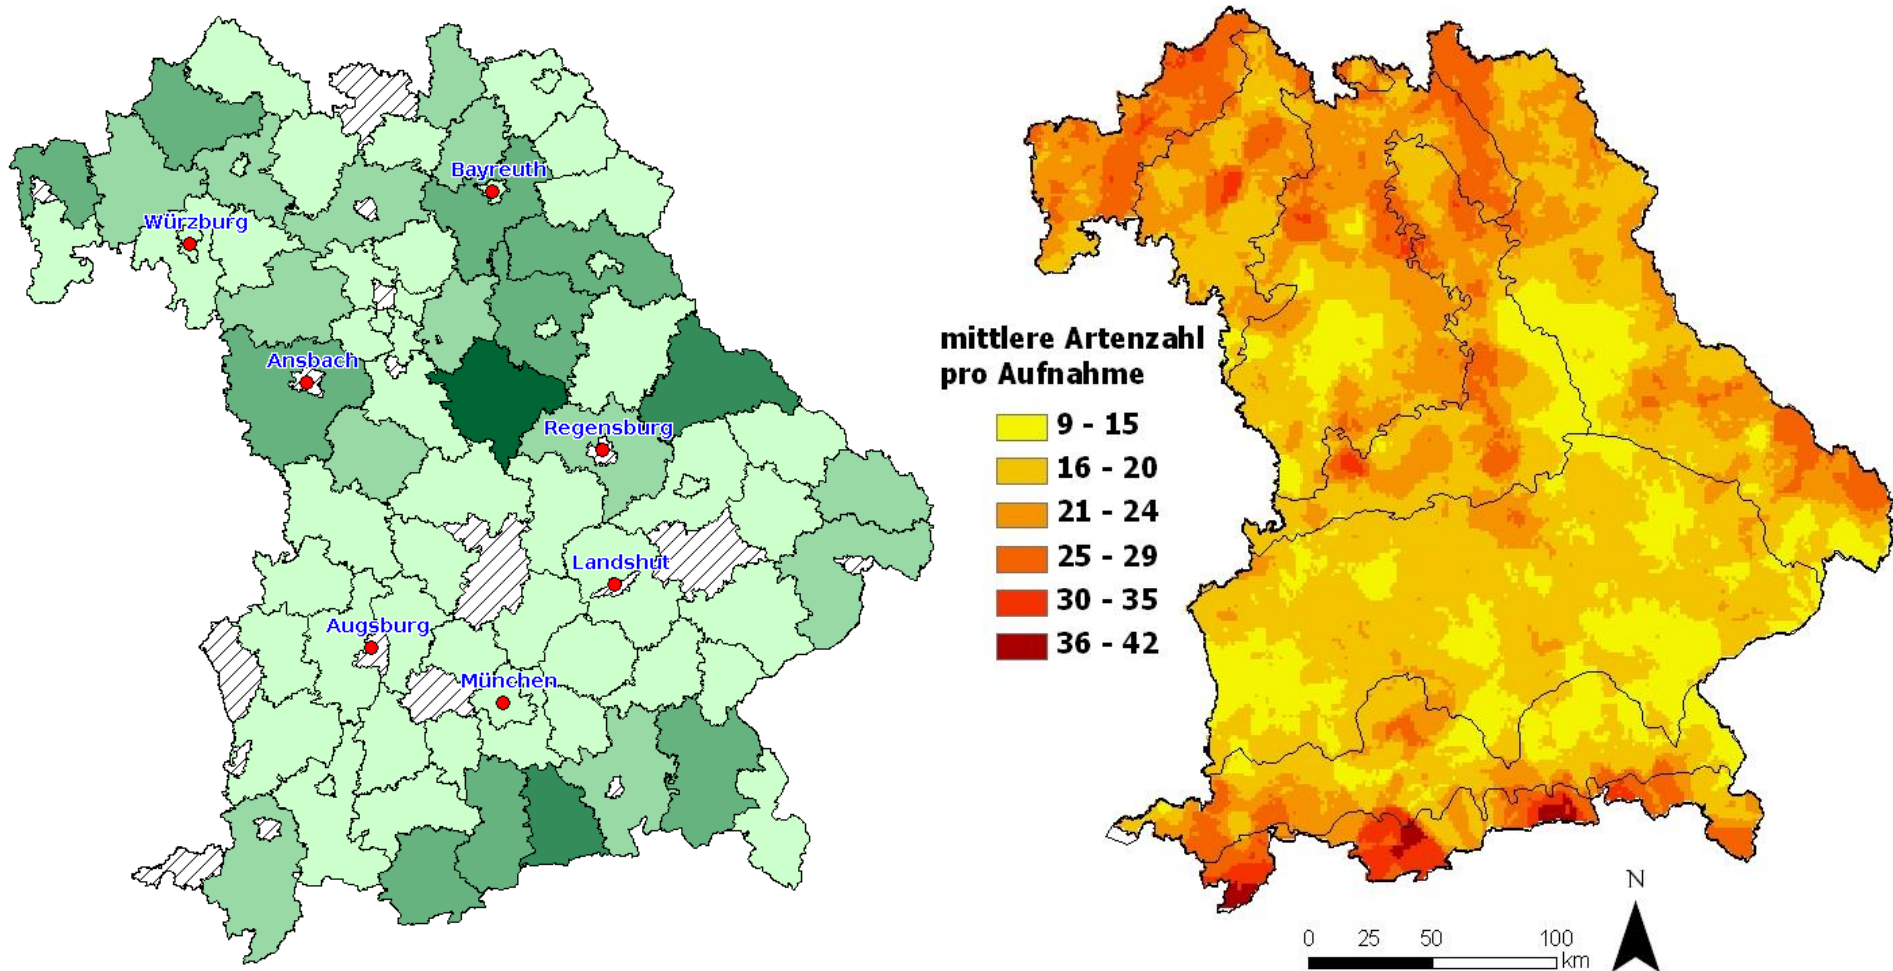 Bayreuth
Würzburg
Ansbach
Regensburg
Landshut
Augsburg
München
mittlere Artenzahl
pro Aufnahme
9 - 15
16 - 20
21 - 24
25 - 29
30 - 35
36 - 42
N
0 25 50 100
km